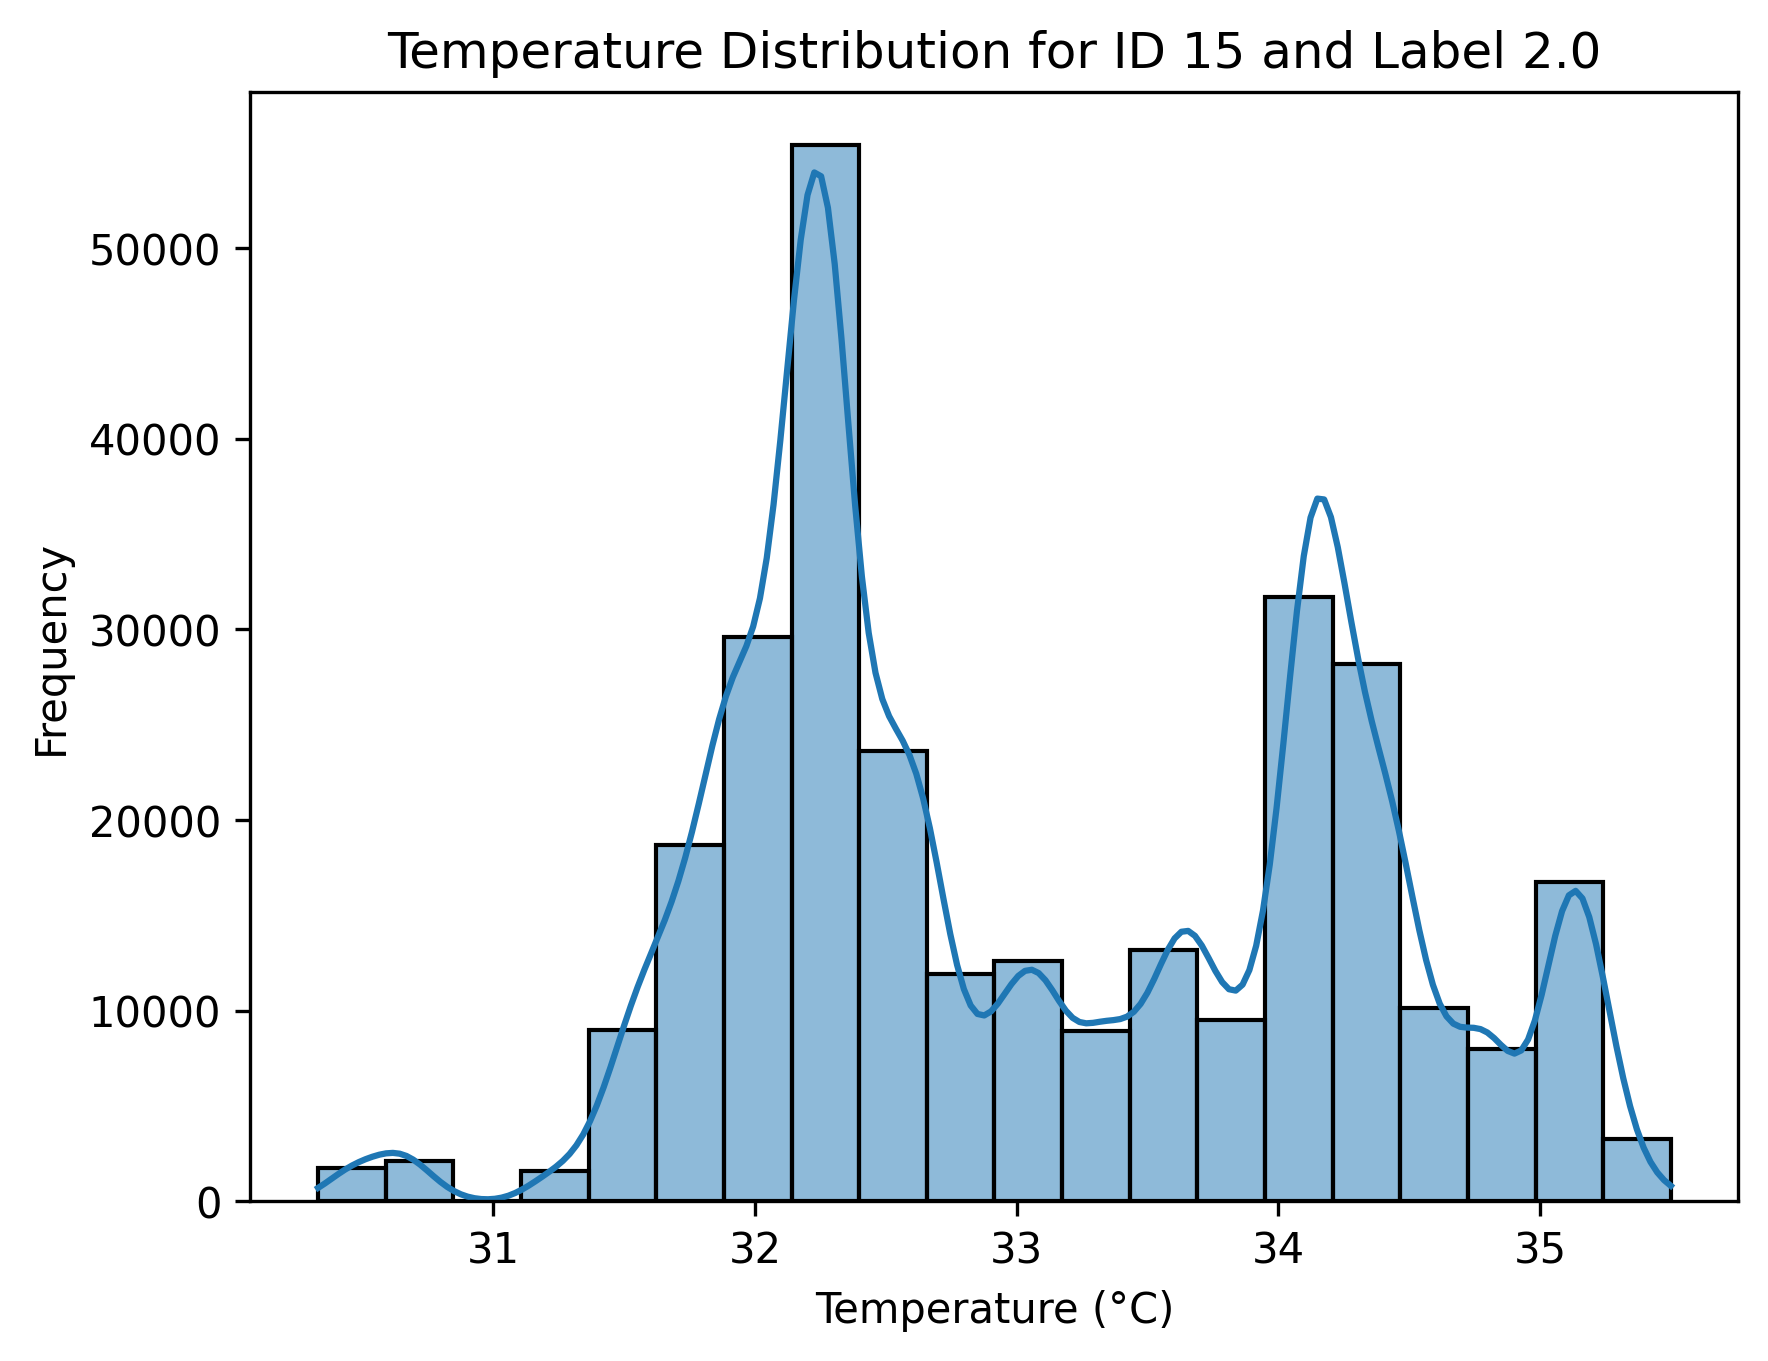 Temperature Distribution for ID 15 and Label 2.0
Frequency
50000
40000
30000
20000
10000
0
31 32 33 34 35
Temperature (°C)